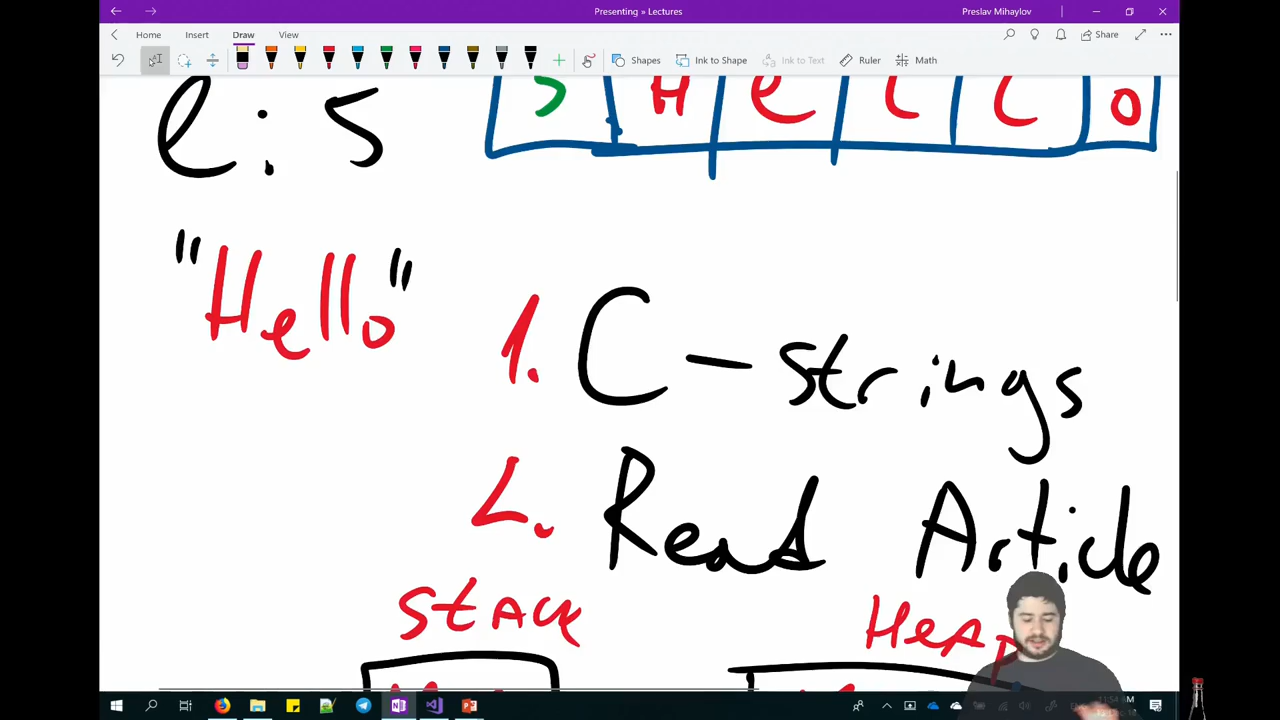 Presenting » Lectures
Preslav Mihaylov
Home Insert Draw View
Share
Shapes Ink to Shape Ink to Text Ruler Math
5 H e l l o
l: 5
"Hello"
1. C-strings
2. Read Article
Stack
Heap